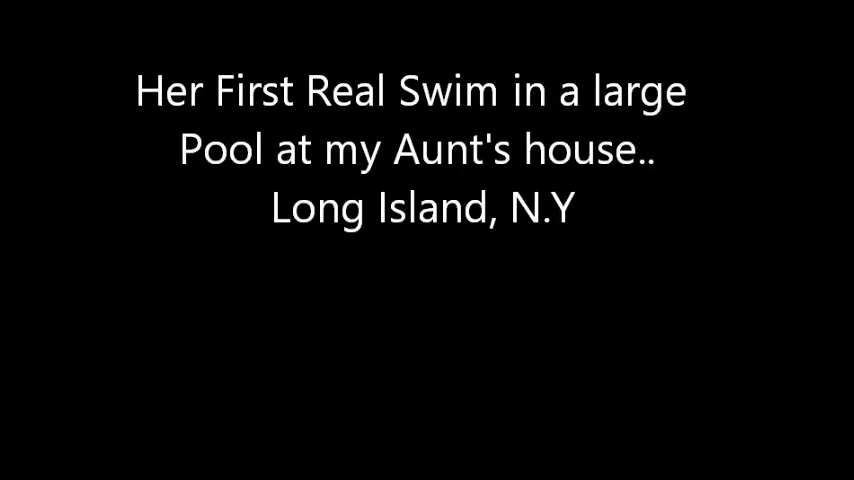 Her First Real Swim in a large
Pool at my Aunt's house..
Long Island, N.Y